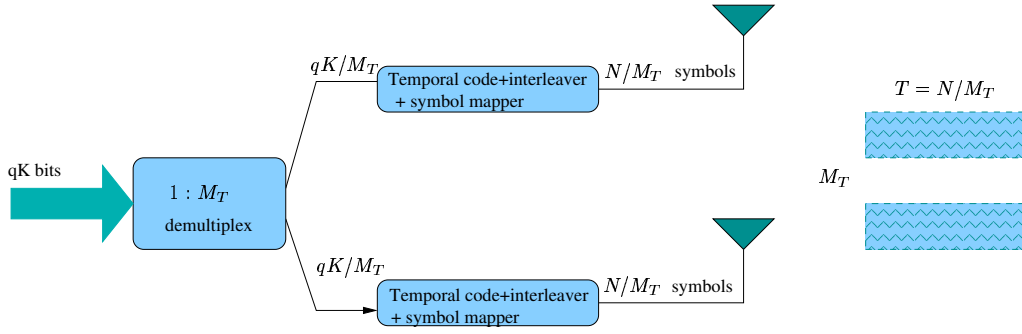 qK bits
1 : M_T
demultiplex
qK/M_T
Temporal code+interleaver
+ symbol mapper
N/M_T symbols
qK/M_T
Temporal code+interleaver
+ symbol mapper
N/M_T symbols
T = N/M_T
M_T